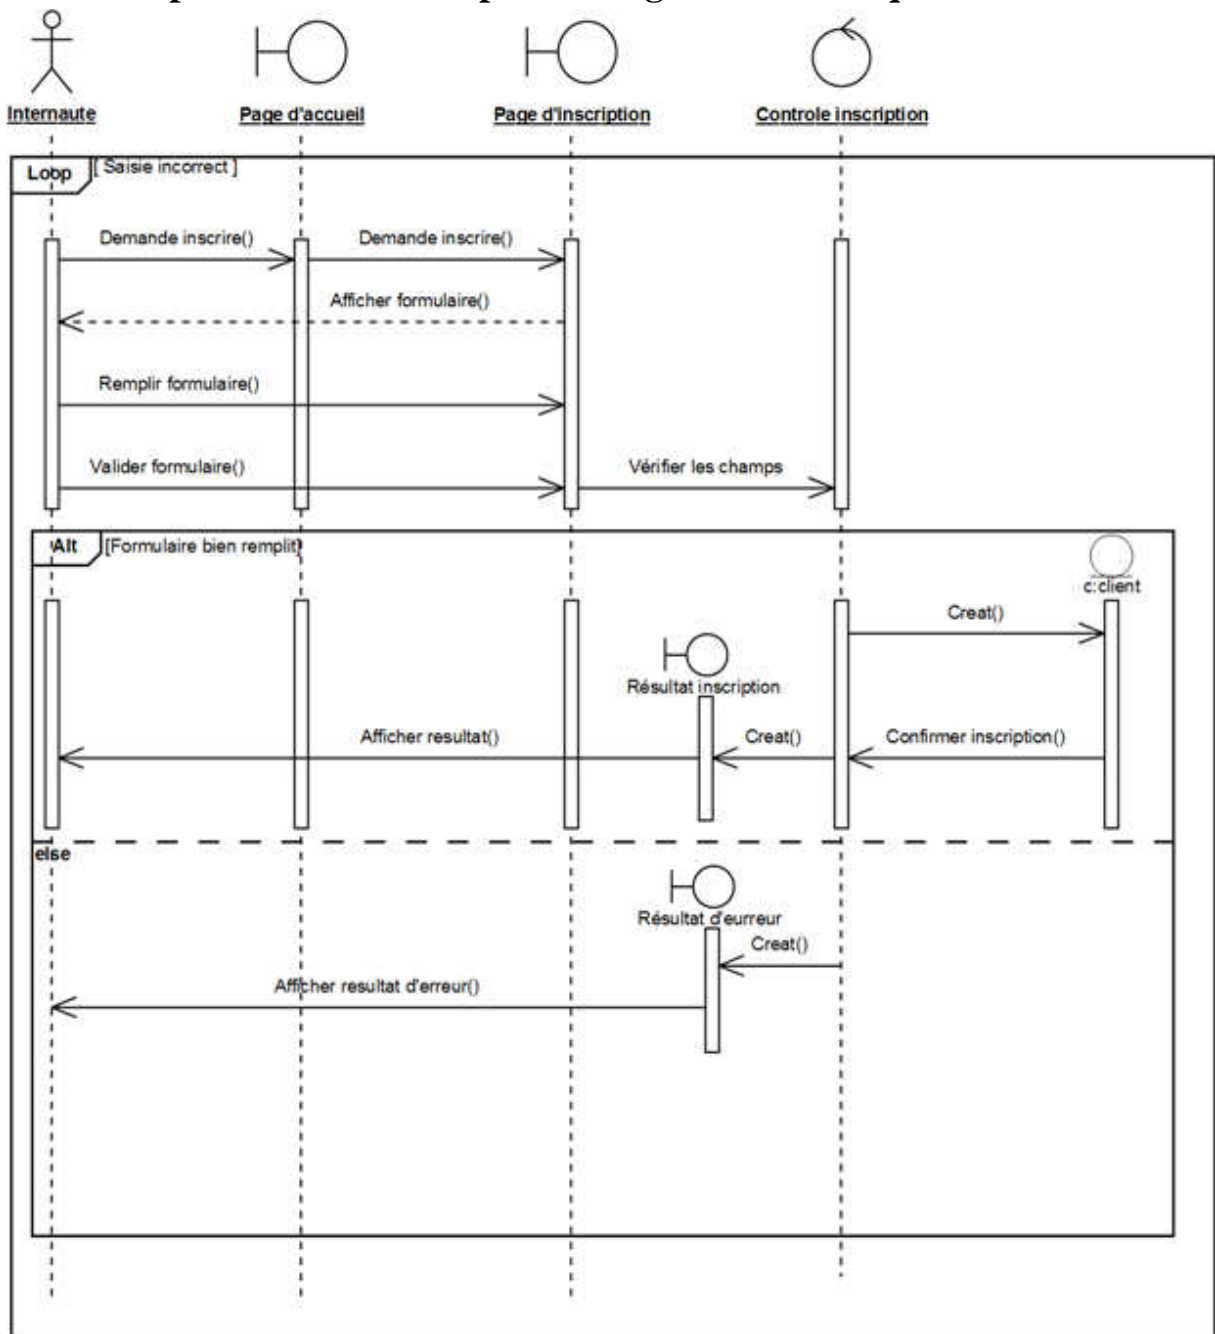 Internaute
Page d'accueil
Page d'inscription
Controle inscription
Loop
[ Saisie incorrect ]
Demande inscrire()
Demande inscrire()
Afficher formulaire()
Remplir formulaire()
Valider formulaire()
Vérifier les champs
Alt
[Formulaire bien remplit]
c:client
Creat()
Résultat inscription
Afficher resultat()
Creat()
Confirmer inscription()
else
Résultat d'eurreur
Creat()
Afficher resultat d'erreur()